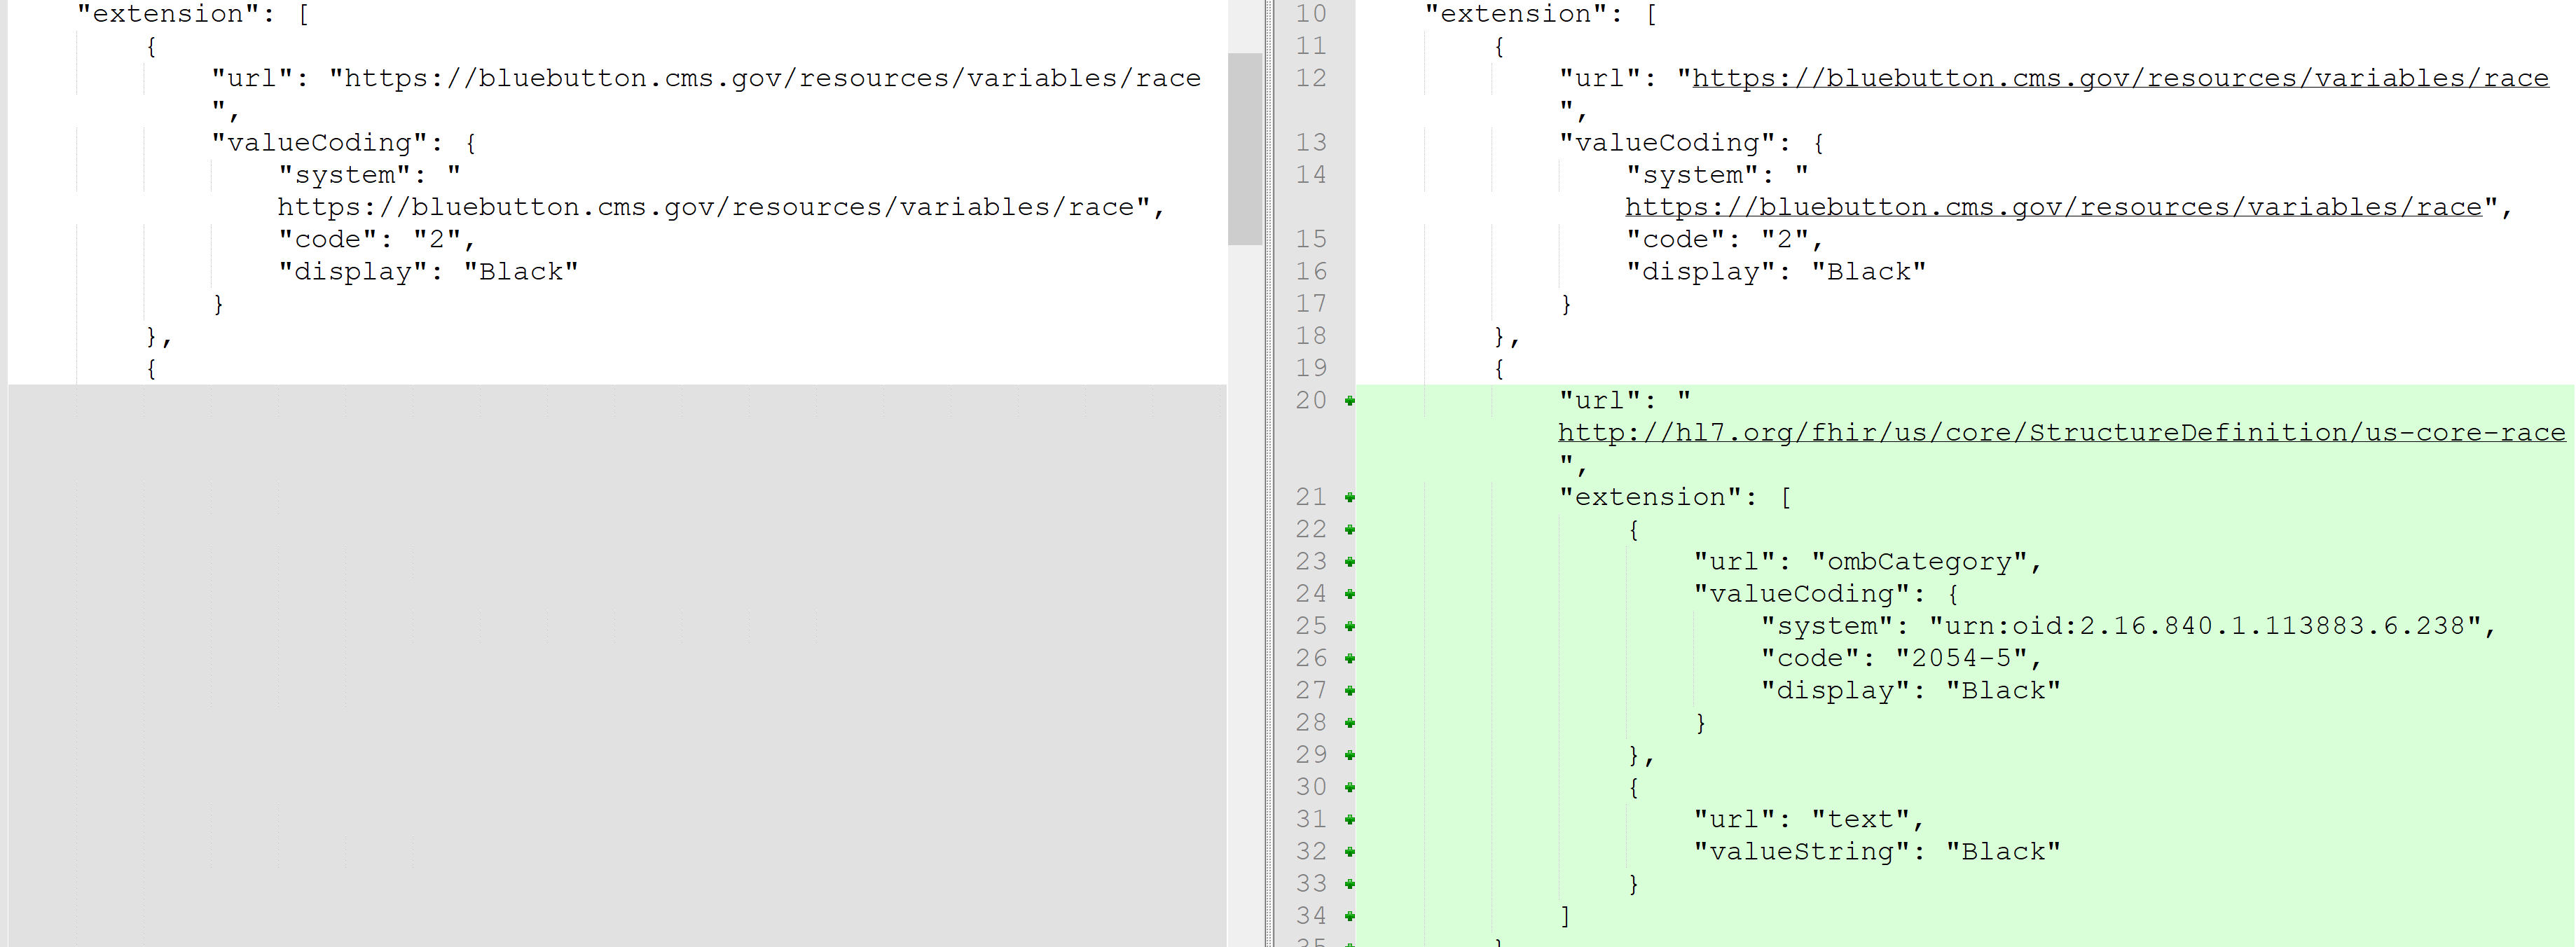 "extension": [
{
"url": "https://bluebutton.cms.gov/resources/variables/race
",
"valueCoding": {
"system": "
https://bluebutton.cms.gov/resources/variables/race",
"code": "2",
"display": "Black"
}
},
{
10 "extension": [
11 {
12 "url": "https://bluebutton.cms.gov/resources/variables/race
",
13 "valueCoding": {
14 "system": "
https://bluebutton.cms.gov/resources/variables/race",
15 "code": "2",
16 "display": "Black"
17 }
18 },
19 {
20 "url": "
http://hl7.org/fhir/us/core/StructureDefinition/us-core-race
",
21 "extension": [
22 {
23 "url": "ombCategory",
24 "valueCoding": {
25 "system": "urn:oid:2.16.840.1.113883.6.238",
26 "code": "2054-5",
27 "display": "Black"
28 }
29 },
30 {
31 "url": "text",
32 "valueString": "Black"
33 }
34 ]
35 }